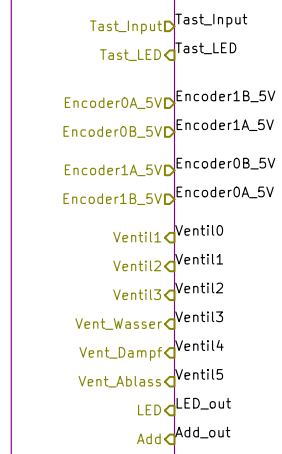 Tast_Input Tast_Input
Tast_LED Tast_LED
Encoder0A_5V Encoder1B_5V
Encoder0B_5V Encoder1A_5V
Encoder1A_5V Encoder0B_5V
Encoder1B_5V Encoder0A_5V
Ventil1 Ventil0
Ventil2 Ventil1
Ventil3 Ventil2
Vent_Wasser Ventil3
Vent_Dampf Ventil4
Vent_Ablass Ventil5
LED LED_out
Add Add_out